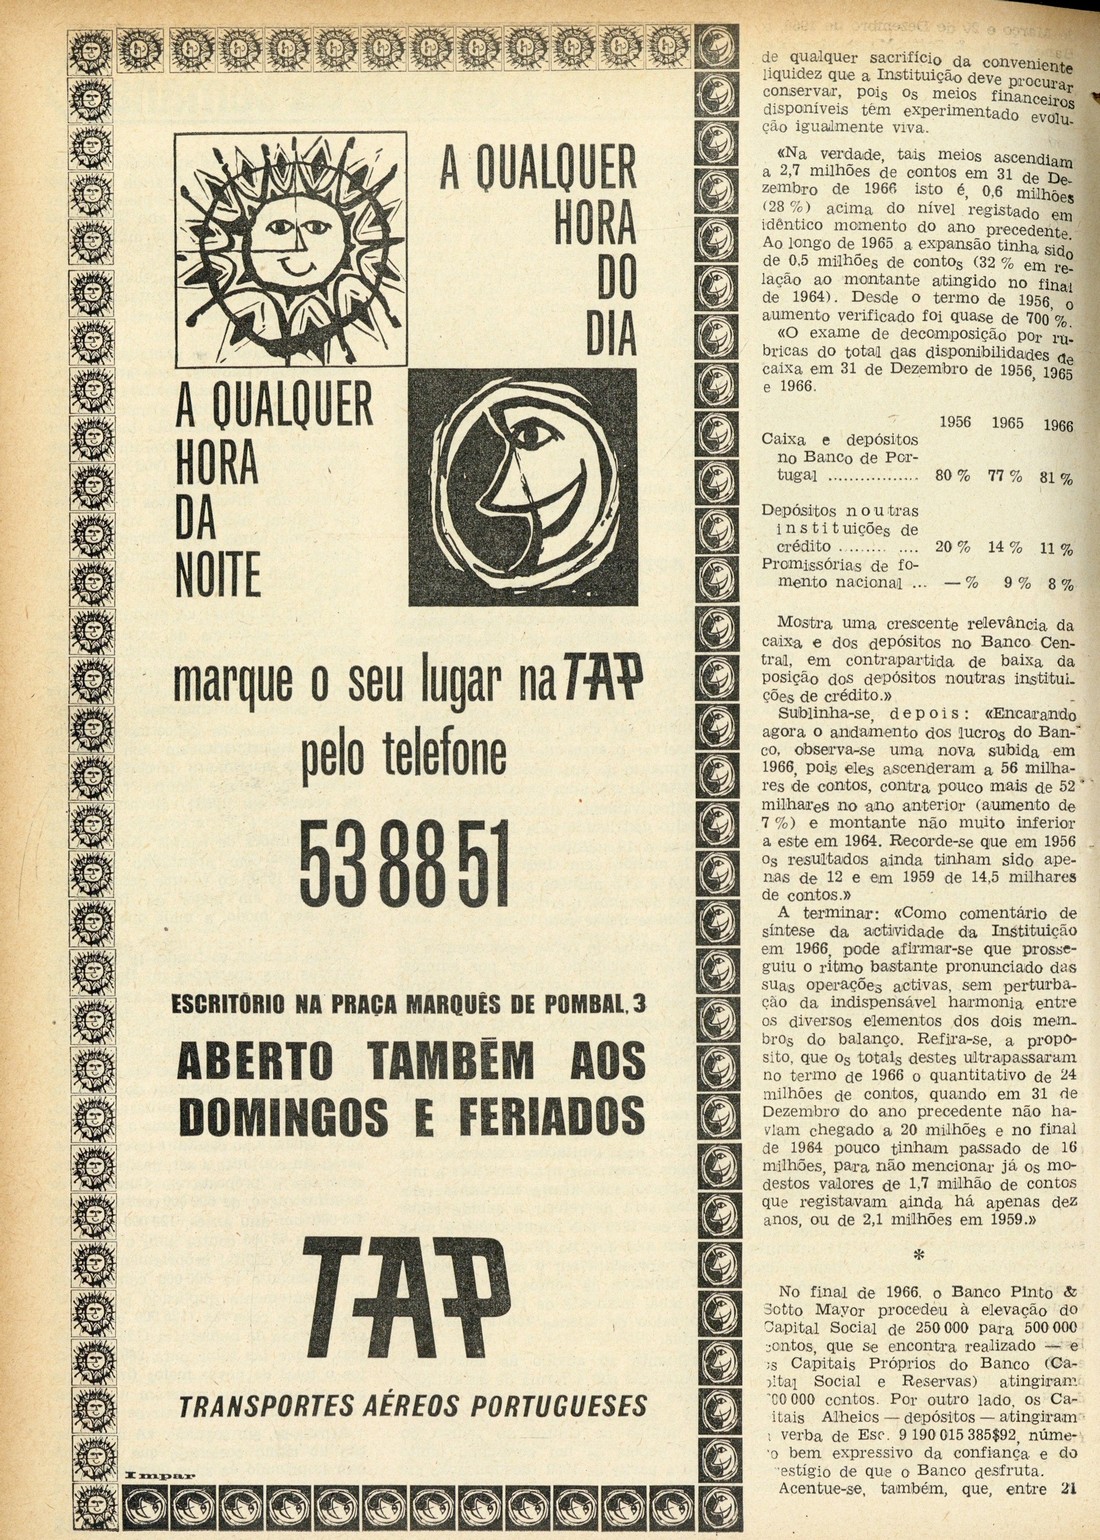 A QUALQUER
HORA
DO
DIA
A QUALQUER
HORA
DA
NOITE
marque o seu lugar na TAP
pelo telefone
53 88 51
ESCRITÓRIO NA PRAÇA MARQUÊS DE POMBAL, 3
ABERTO TAMBÉM AOS
DOMINGOS E FERIADOS
TAP
TRANSPORTES AÉREOS PORTUGUESES
Impar
de qualquer sacrifício da conveniente
liquidez que a Instituição deve procurar
conservar, pois os meios financeiros
disponíveis têm experimentado evolu-
ção igualmente viva.
«Na verdade, tais meios ascendiam
a 2,7 milhões de contos em 31 de De-
zembro de 1966 isto é, 0,6 milhões
(28 %) acima do nível registado em
idêntico momento do ano precedente.
Ao longo de 1965 a expansão tinha sido
de 0,5 milhões de contos (32 % em re-
lação ao montante atingido no final
de 1964). Desde o termo de 1956, o
aumento verificado foi quase de 700 %.
«O exame de decomposição por ru-
bricas do total das disponibilidades de
caixa em 31 de Dezembro de 1956, 1965
e 1966.
1956 1965 1966
Caixa e depósitos
no Banco de Por-
tugal .................. 80 % 77 % 81 %
Depósitos noutras
instituições de
crédito ......... .... 20 % 14 % 11 %
Promissórias de fo-
mento nacional ... — % 9 % 8 %
Mostra uma crescente relevância da
caixa e dos depósitos no Banco Cen-
tral, em contrapartida de baixa da
posição dos depósitos noutras institui-
ções de crédito.»
Sublinha-se, depois: «Encarando
agora o andamento dos lucros do Ban-
co, observa-se uma nova subida em
1966, pois eles ascenderam a 56 milha-
res de contos, contra pouco mais de 52
milhares no ano anterior (aumento de
7 %) e montante não muito inferior
a este em 1964. Recorde-se que em 1956
os resultados ainda tinham sido ape-
nas de 12 e em 1959 de 14,5 milhares
de contos.»
A terminar: «Como comentário de
síntese da actividade da Instituição
em 1966, pode afirmar-se que prosse-
guiu o ritmo bastante pronunciado das
suas operações activas, sem perturba-
ção da indispensável harmonia entre
os diversos elementos dos dois mem-
bros do balanço. Refira-se, a propó-
sito, que os totais destes ultrapassaram
no termo de 1966 o quantitativo de 24
milhões de contos, quando em 31 de
Dezembro do ano precedente não ha-
viam chegado a 20 milhões e no final
de 1964 pouco tinham passado de 16
milhões, para não mencionar já os mo-
destos valores de 1,7 milhão de contos
que registavam ainda há apenas dez
anos, ou de 2,1 milhões em 1959.»
*
No final de 1966, o Banco Pinto &
Sotto Mayor procedeu à elevação do
Capital Social de 250 000 para 500 000
contos, que se encontra realizado — e
os Capitais Próprios do Banco (Ca-
pital Social e Reservas) atingiram
00 000 contos. Por outro lado, os Ca-
itais Alheios — depósitos — atingiram
verba de Esc. 9 190 015 385$92, núme-
o bem expressivo da confiança e do
estígio de que o Banco desfruta.
Acentue-se, também, que, entre 21